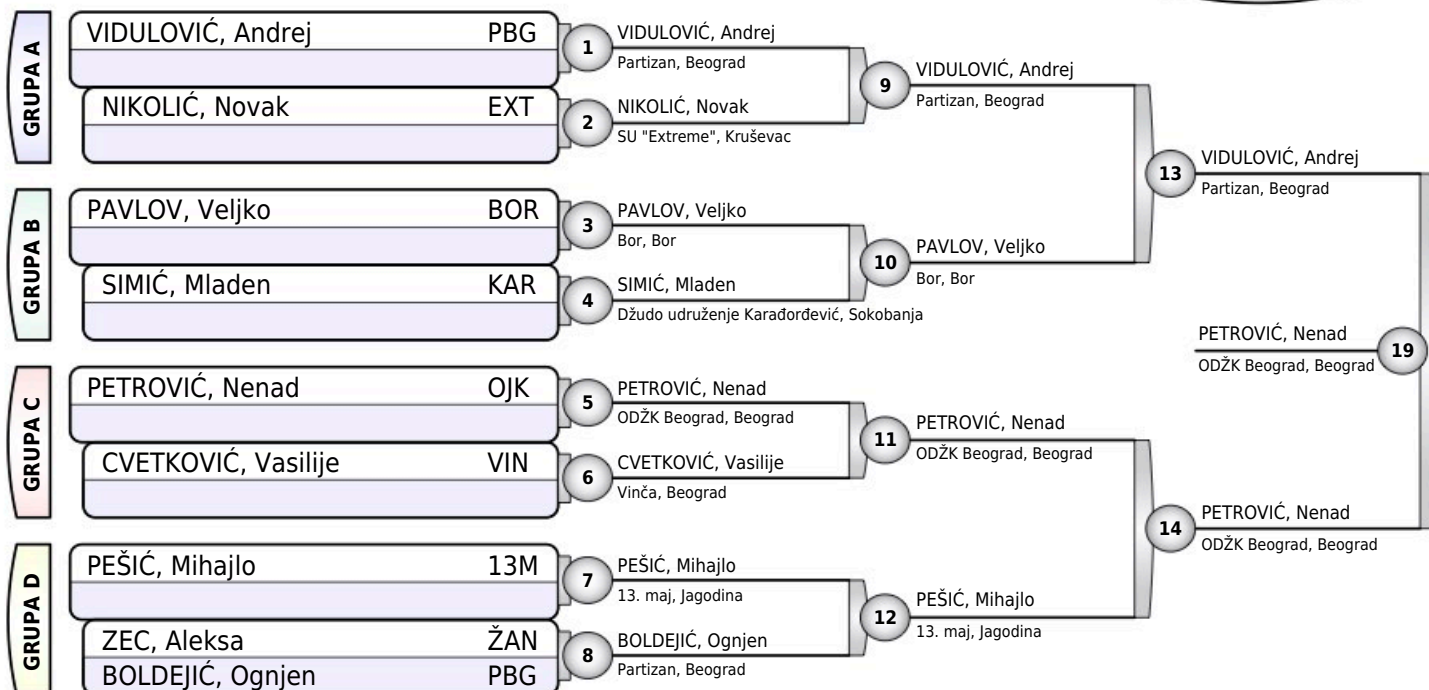 GRUPA A
VIDULOVIĆ, Andrej PBG
NIKOLIĆ, Novak EXT
1
VIDULOVIĆ, Andrej
Partizan, Beograd
2
NIKOLIĆ, Novak
SU "Extreme", Kruševac
9
VIDULOVIĆ, Andrej
Partizan, Beograd
GRUPA B
PAVLOV, Veljko BOR
SIMIĆ, Mladen KAR
3
PAVLOV, Veljko
Bor, Bor
4
SIMIĆ, Mladen
Džudo udruženje Karađorđević, Sokobanja
10
PAVLOV, Veljko
Bor, Bor
13
VIDULOVIĆ, Andrej
Partizan, Beograd
GRUPA C
PETROVIĆ, Nenad OJK
CVETKOVIĆ, Vasilije VIN
5
PETROVIĆ, Nenad
ODŽK Beograd, Beograd
6
CVETKOVIĆ, Vasilije
Vinča, Beograd
11
PETROVIĆ, Nenad
ODŽK Beograd, Beograd
GRUPA D
PEŠIĆ, Mihajlo 13M
ZEC, Aleksa ŽAN
BOLDEJIĆ, Ognjen PBG
7
PEŠIĆ, Mihajlo
13. maj, Jagodina
8
BOLDEJIĆ, Ognjen
Partizan, Beograd
12
PEŠIĆ, Mihajlo
13. maj, Jagodina
14
PETROVIĆ, Nenad
ODŽK Beograd, Beograd
PETROVIĆ, Nenad
ODŽK Beograd, Beograd
19